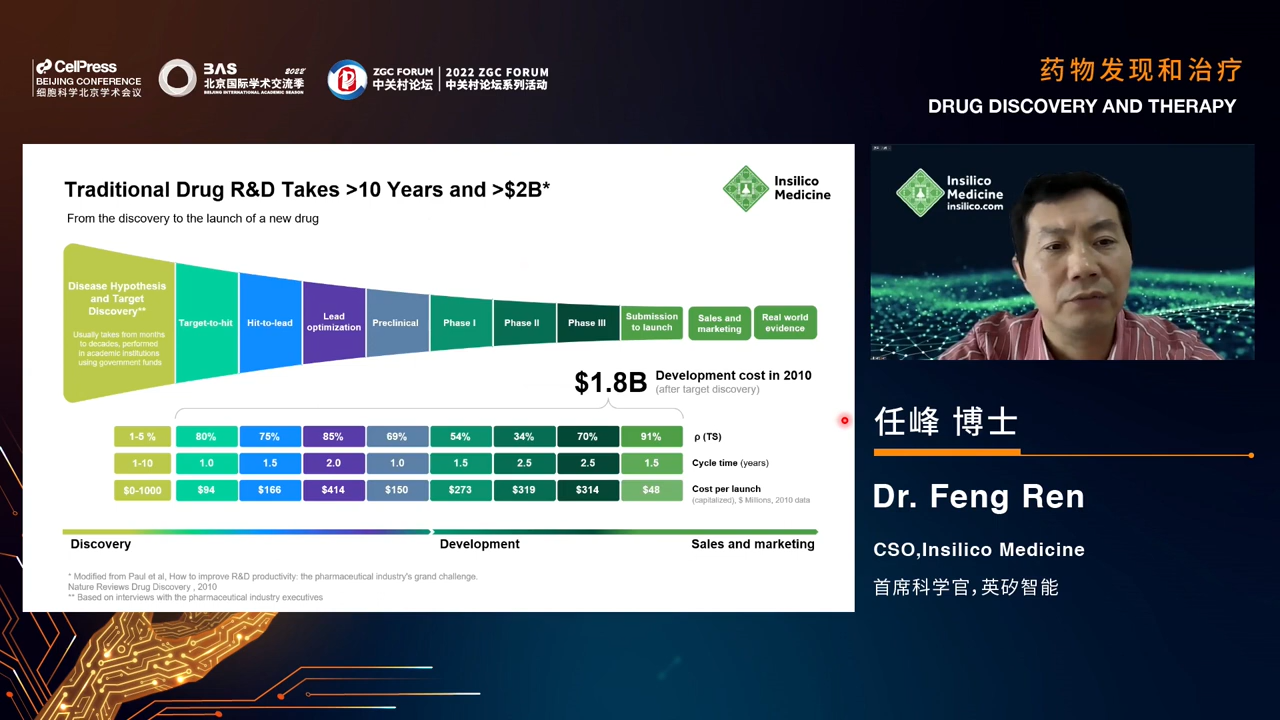 CellPress
BEIJING CONFERENCE
细胞科学北京学术会议
BAS 2022
北京国际学术交流季
BEIJING INTERNATIONAL ACADEMIC SEASON
ZGC FORUM
中关村论坛
2022 ZGC FORUM
中关村论坛系列活动
药物发现和治疗
DRUG DISCOVERY AND THERAPY
Traditional Drug R&D Takes >10 Years and >$2B*
From the discovery to the launch of a new drug
Insilico
Medicine
Disease Hypothesis
and Target
Discovery**
Usually takes from months
to decades, performed
in academic institutions
using government funds
Target-to-hit
Hit-to-lead
Lead
optimization
Preclinical
Phase I
Phase II
Phase III
Submission
to launch
Sales and
marketing
Real world
evidence
$1.8B
Development cost in 2010
(after target discovery)
1-5 % 80% 75% 85% 69% 54% 34% 70% 91% ρ (TS)
1-10 1.0 1.5 2.0 1.0 1.5 2.5 2.5 1.5 Cycle time (years)
$0-1000 $94 $166 $414 $150 $273 $319 $314 $48 Cost per launch
(capitalized), $ Millions, 2010 data
Discovery
Development
Sales and marketing
* Modified from Paul et al, How to improve R&D productivity: the pharmaceutical industry's grand challenge.
Nature Reviews Drug Discovery , 2010
** Based on interviews with the pharmaceutical industry executives
Insilico
Medicine
insilico.com
任峰 博士
Dr. Feng Ren
CSO,Insilico Medicine
首席科学官,英矽智能